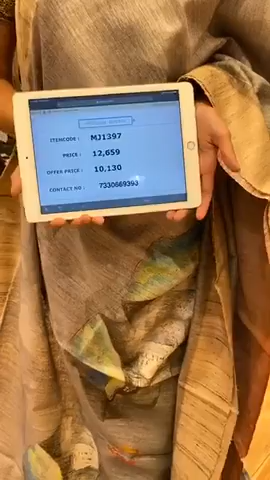 ITEMCODE : MJ1397
PRICE : 12,659
OFFER PRICE : 10,130
CONTACT NO : 7330669393